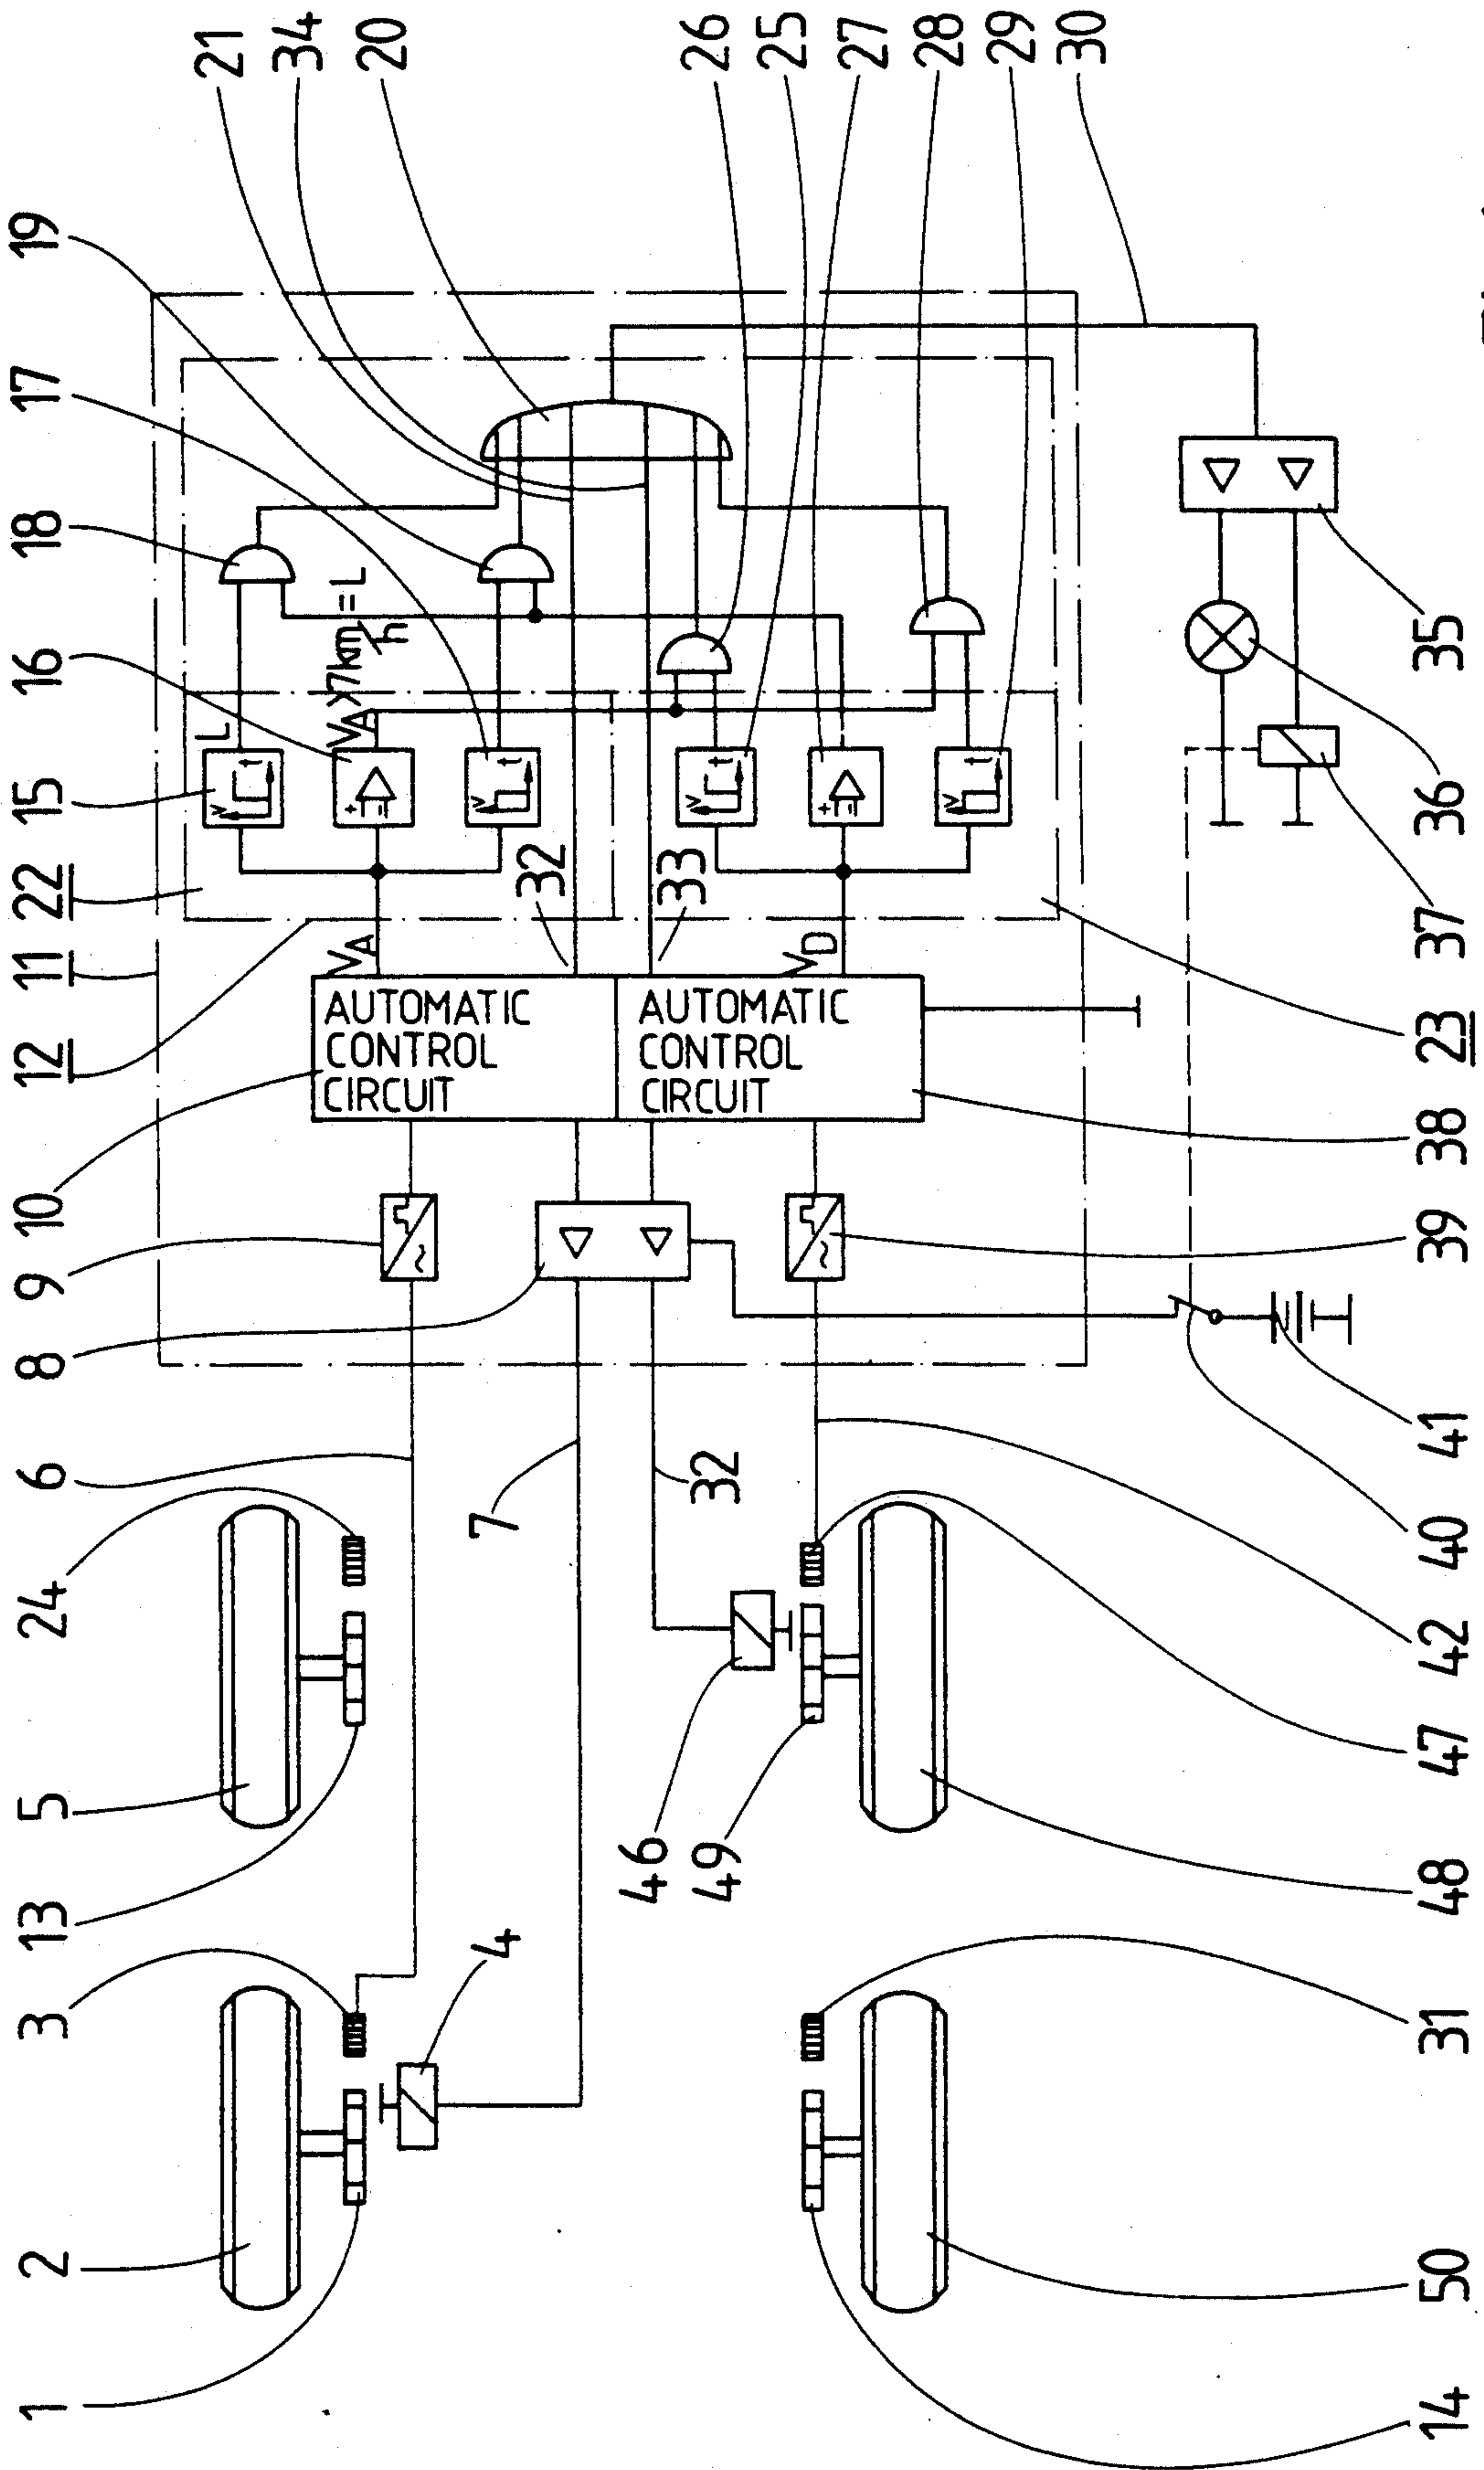 21
34
20
26
25
27
28
29
30
19
17
18
16
15
22
11
12
10
9
8
6
24
5
13
3
2
1
L
V_A >7km/h = L
V_A
32
33
V_D
AUTOMATIC
CONTROL
CIRCUIT
AUTOMATIC
CONTROL
CIRCUIT
v
t
+
=
v
t
v
t
+
=
v
t
7
32
4
46
49
35
36
37
23
38
39
41
40
42
47
48
31
50
14